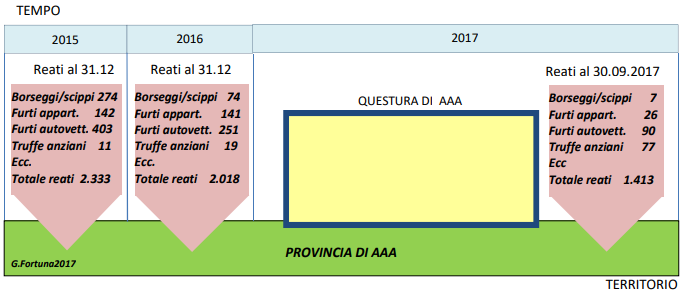 TEMPO
2015
2016
2017
Reati al 31.12
Borseggi/scippi 274
Furti appart. 142
Furti autovett. 403
Truffe anziani 11
Ecc.
Totale reati 2.333
Reati al 31.12
Borseggi/scippi 74
Furti appart. 141
Furti autovett. 251
Truffe anziani 19
Ecc.
Totale reati 2.018
QUESTURA DI AAA
Reati al 30.09.2017
Borseggi/scippi 7
Furti appart. 26
Furti autovett. 90
Truffe anziani 77
Ecc
Totale reati 1.413
PROVINCIA DI AAA
G.Fortuna2017
TERRITORIO